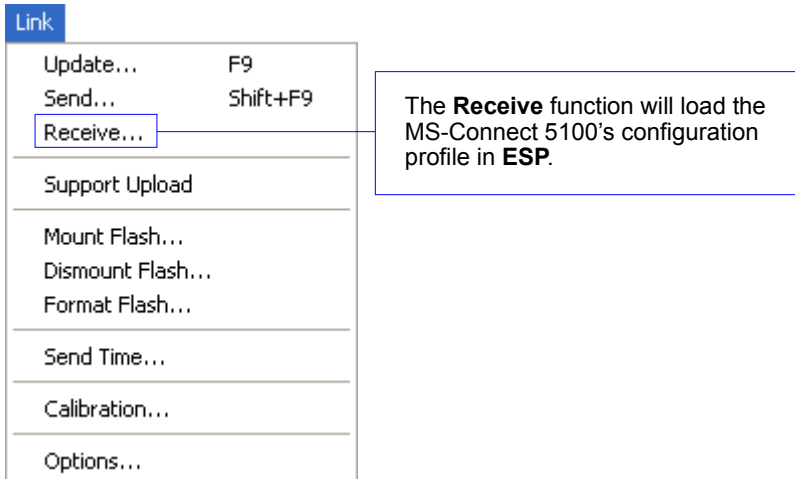 Link
Update... F9
Send... Shift+F9
Receive...
Support Upload
Mount Flash...
Dismount Flash...
Format Flash...
Send Time...
Calibration...
Options...
The Receive function will load the
MS-Connect 5100's configuration
profile in ESP.